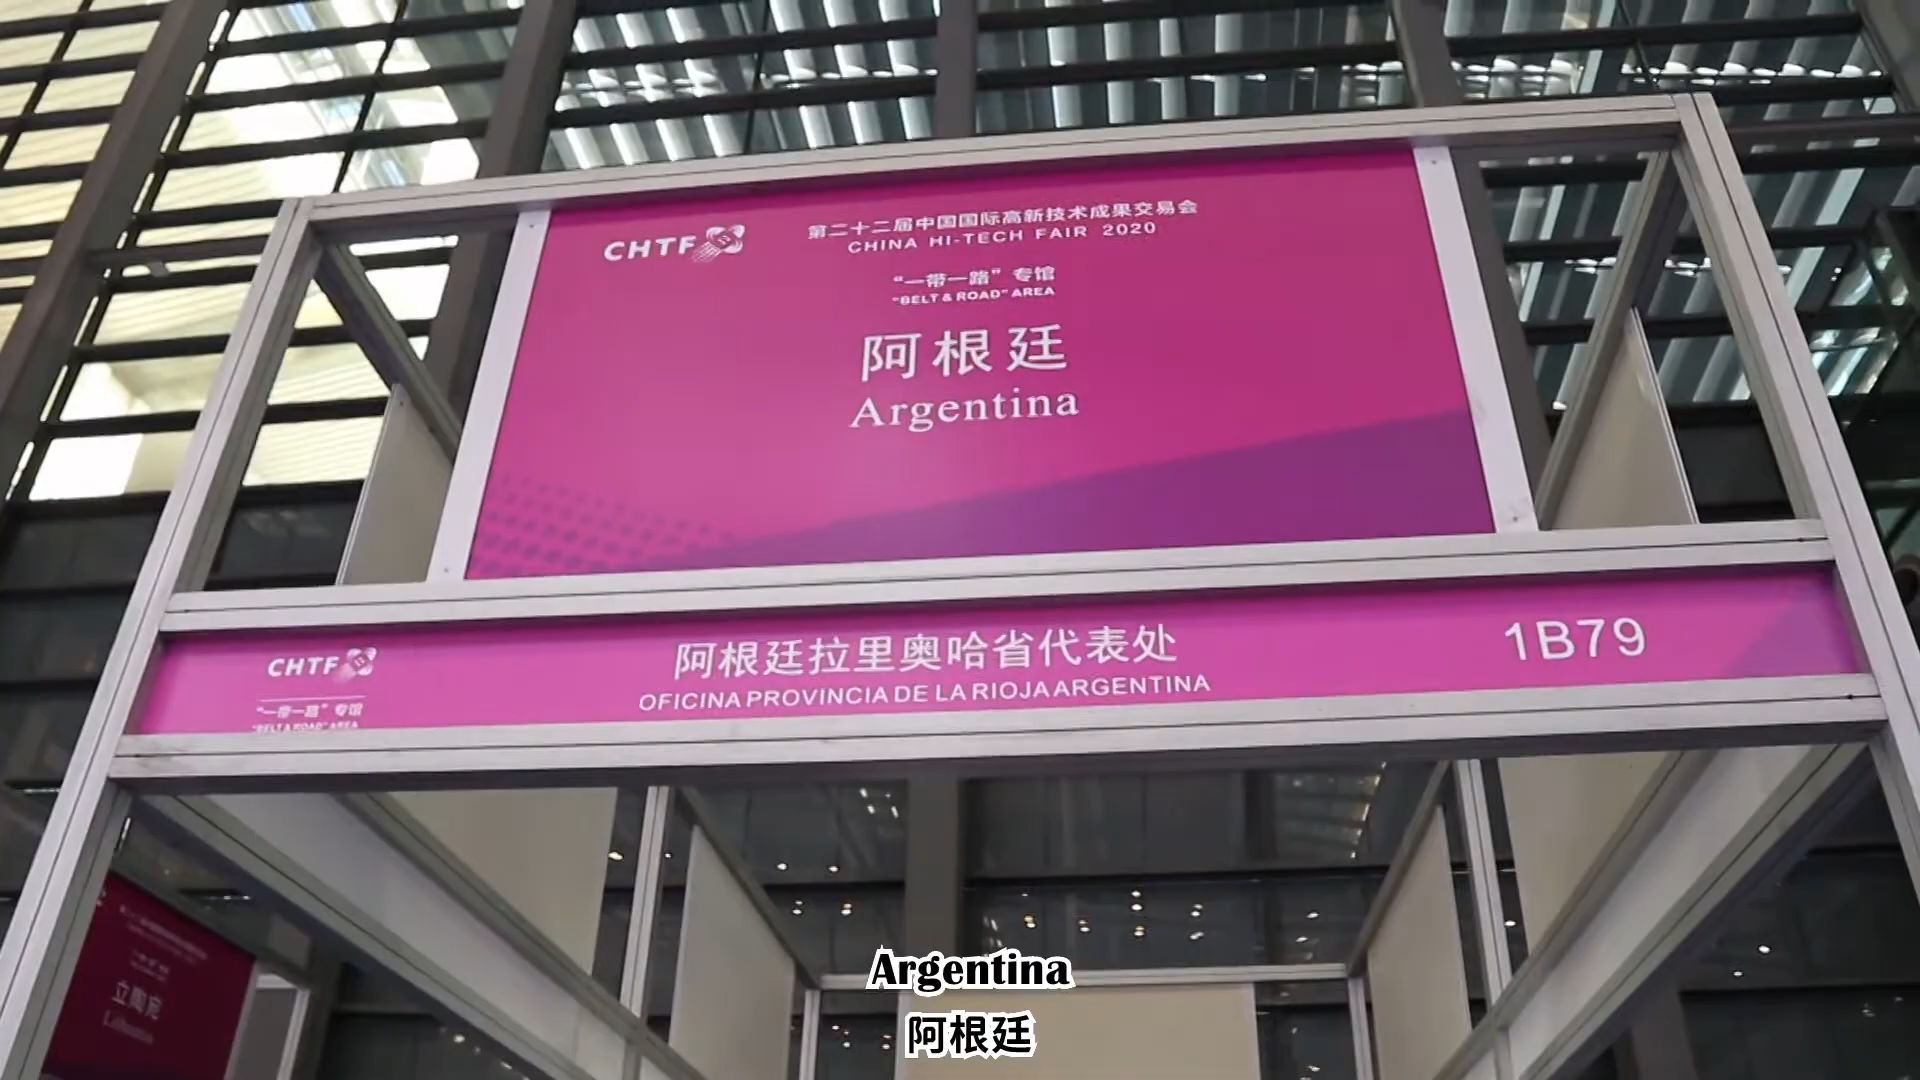 CHTF
第二十二届中国国际高新技术成果交易会
CHINA HI-TECH FAIR 2020
“一带一路”专馆
"BELT & ROAD" AREA
阿根廷
Argentina
CHTF
“一带一路”专馆
"BELT & ROAD" AREA
阿根廷拉里奥哈省代表处
OFICINA PROVINCIA DE LA RIOJA ARGENTINA
1B79
立陶宛
Argentina
阿根廷